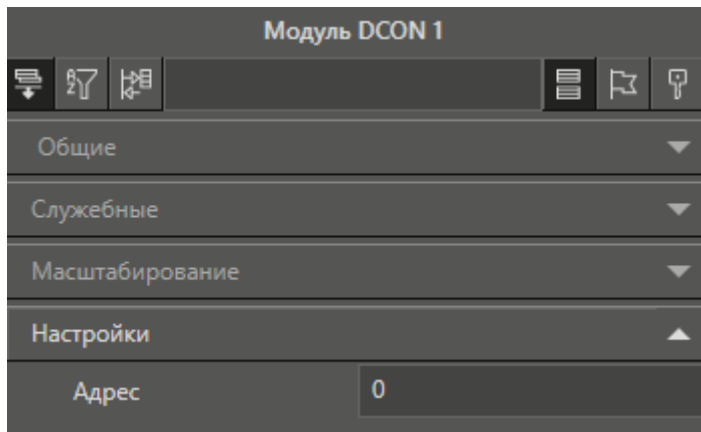 Модуль DCON 1
Общие
Служебные
Масштабирование
Настройки
Адрес 0